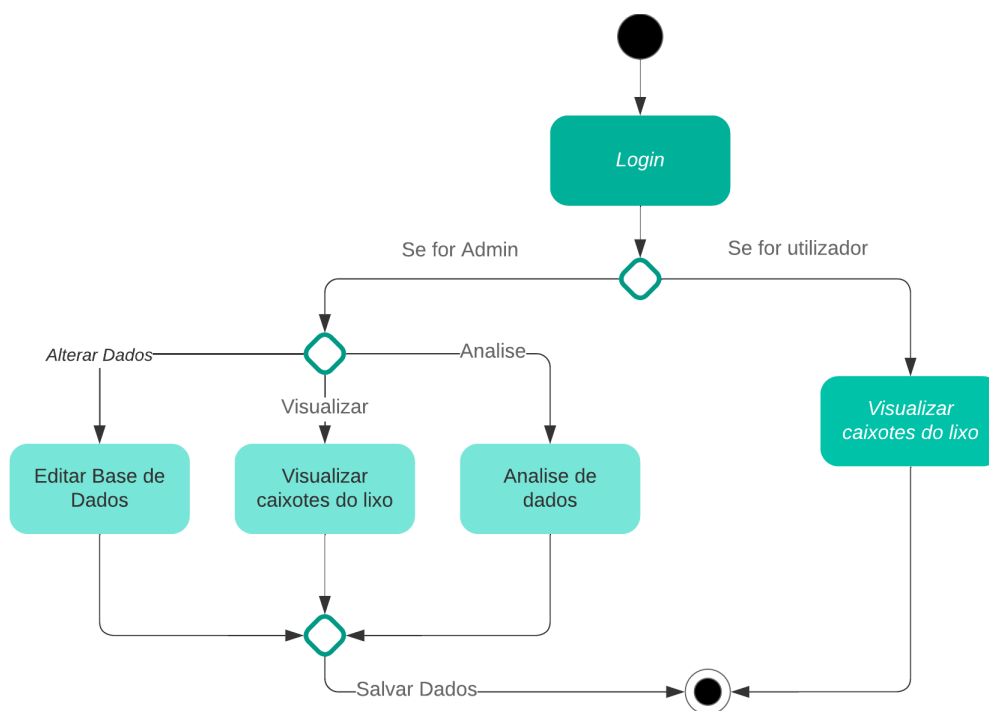 Login
Se for Admin
Se for utilizador
Alterar Dados
Analise
Visualizar
Visualizar
caixotes do lixo
Editar Base de
Dados
Visualizar
caixotes do lixo
Analise de
dados
Salvar Dados